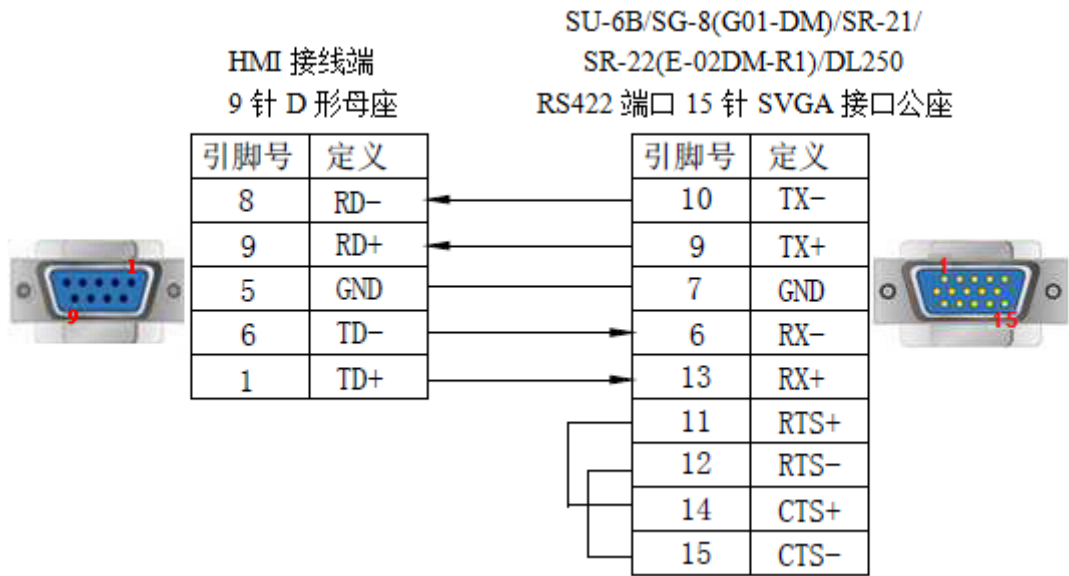 SU-6B/SG-8(G01-DM)/SR-21/
SR-22(E-02DM-R1)/DL250
RS422 端口 15 针 SVGA 接口公座
HMI 接线端
9 针 D 形母座
引脚号 定义
8 RD-
9 RD+
5 GND
6 TD-
1 TD+
引脚号 定义
10 TX-
9 TX+
7 GND
6 RX-
13 RX+
11 RTS+
12 RTS-
14 CTS+
15 CTS-
1
9
1
15